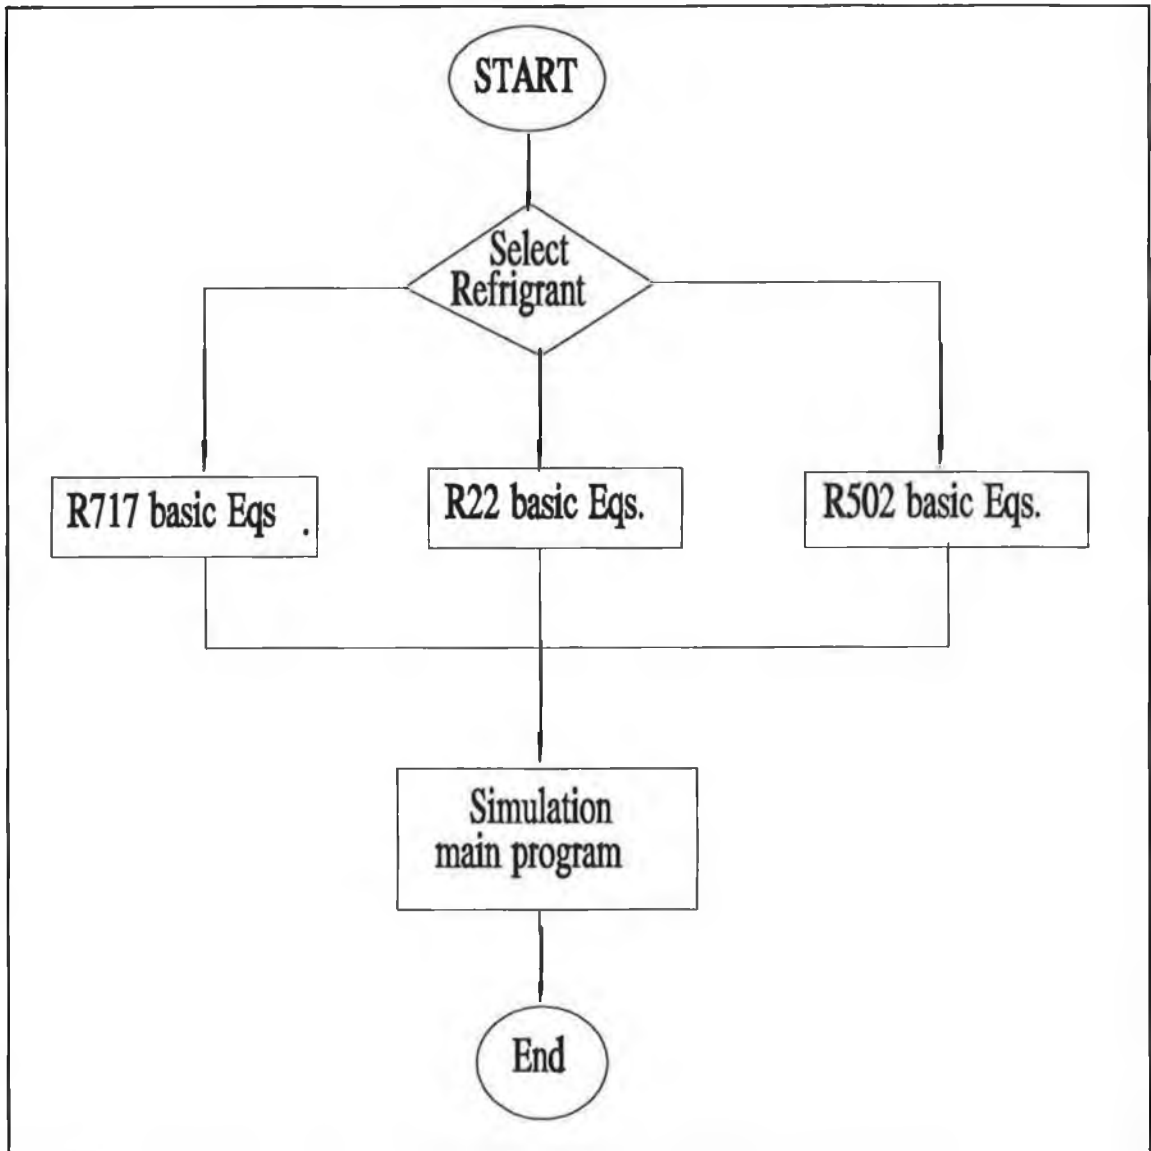 START
Select
Refrigrant
R717 basic Eqs .
R22 basic Eqs.
R502 basic Eqs.
Simulation
main program
End